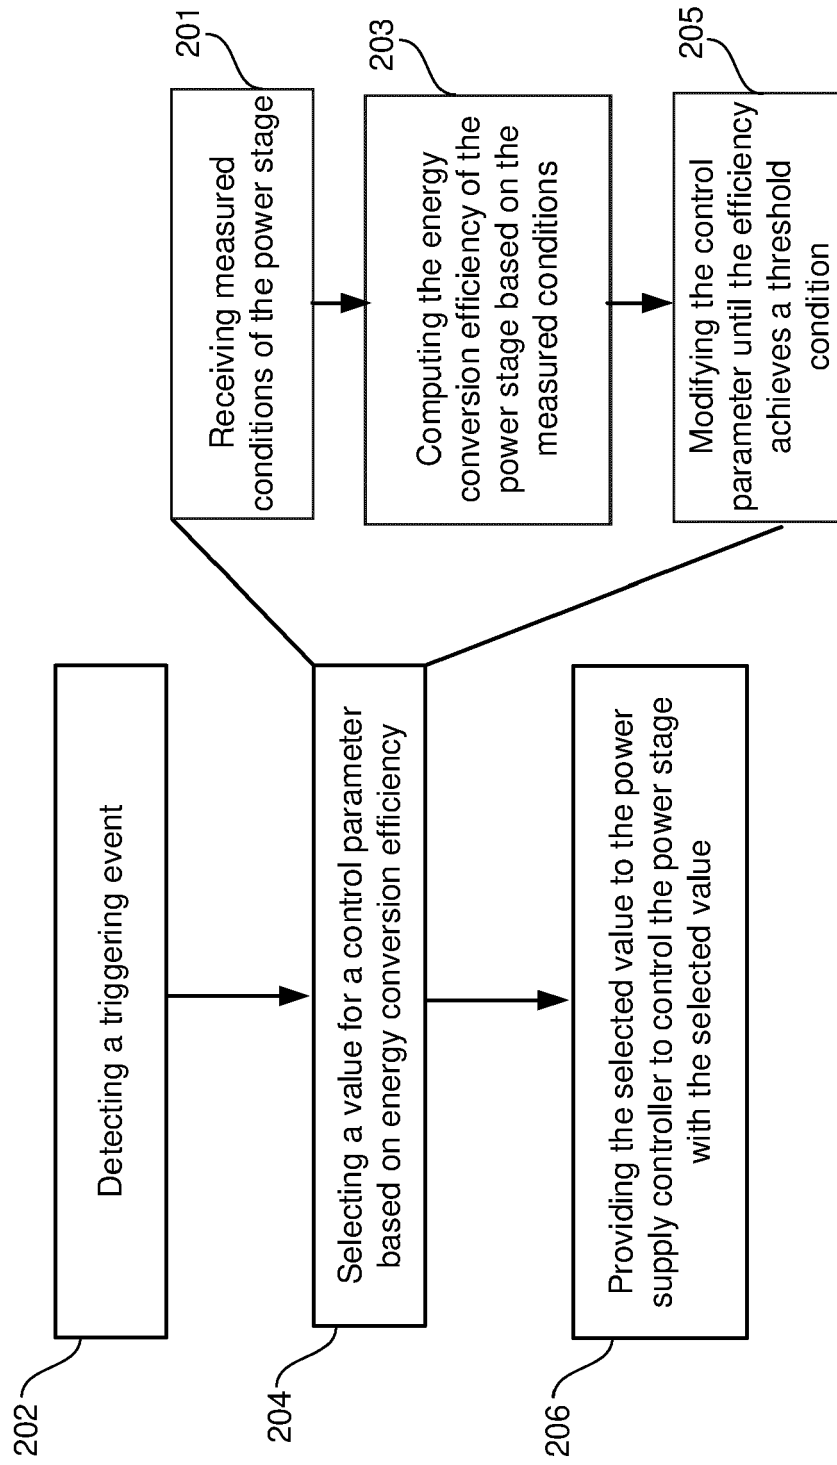 202
Detecting a triggering event
204
Selecting a value for a control parameter
based on energy conversion efficiency
206
Providing the selected value to the power
supply controller to control the power stage
with the selected value
201
Receiving measured
conditions of the power stage
203
Computing the energy
conversion efficiency of the
power stage based on the
measured conditions
205
Modifying the control
parameter until the efficiency
achieves a threshold
condition